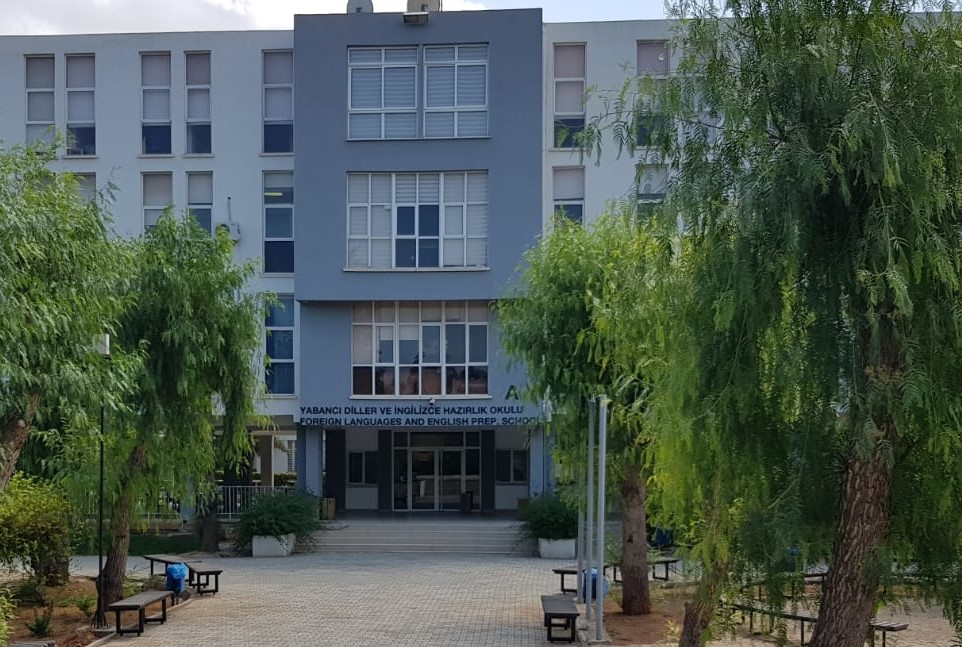 YABANCI DİLLER VE İNGİLİZCE HAZIRLIK OKULU
FOREIGN LANGUAGES AND ENGLISH PREP. SCHOOL